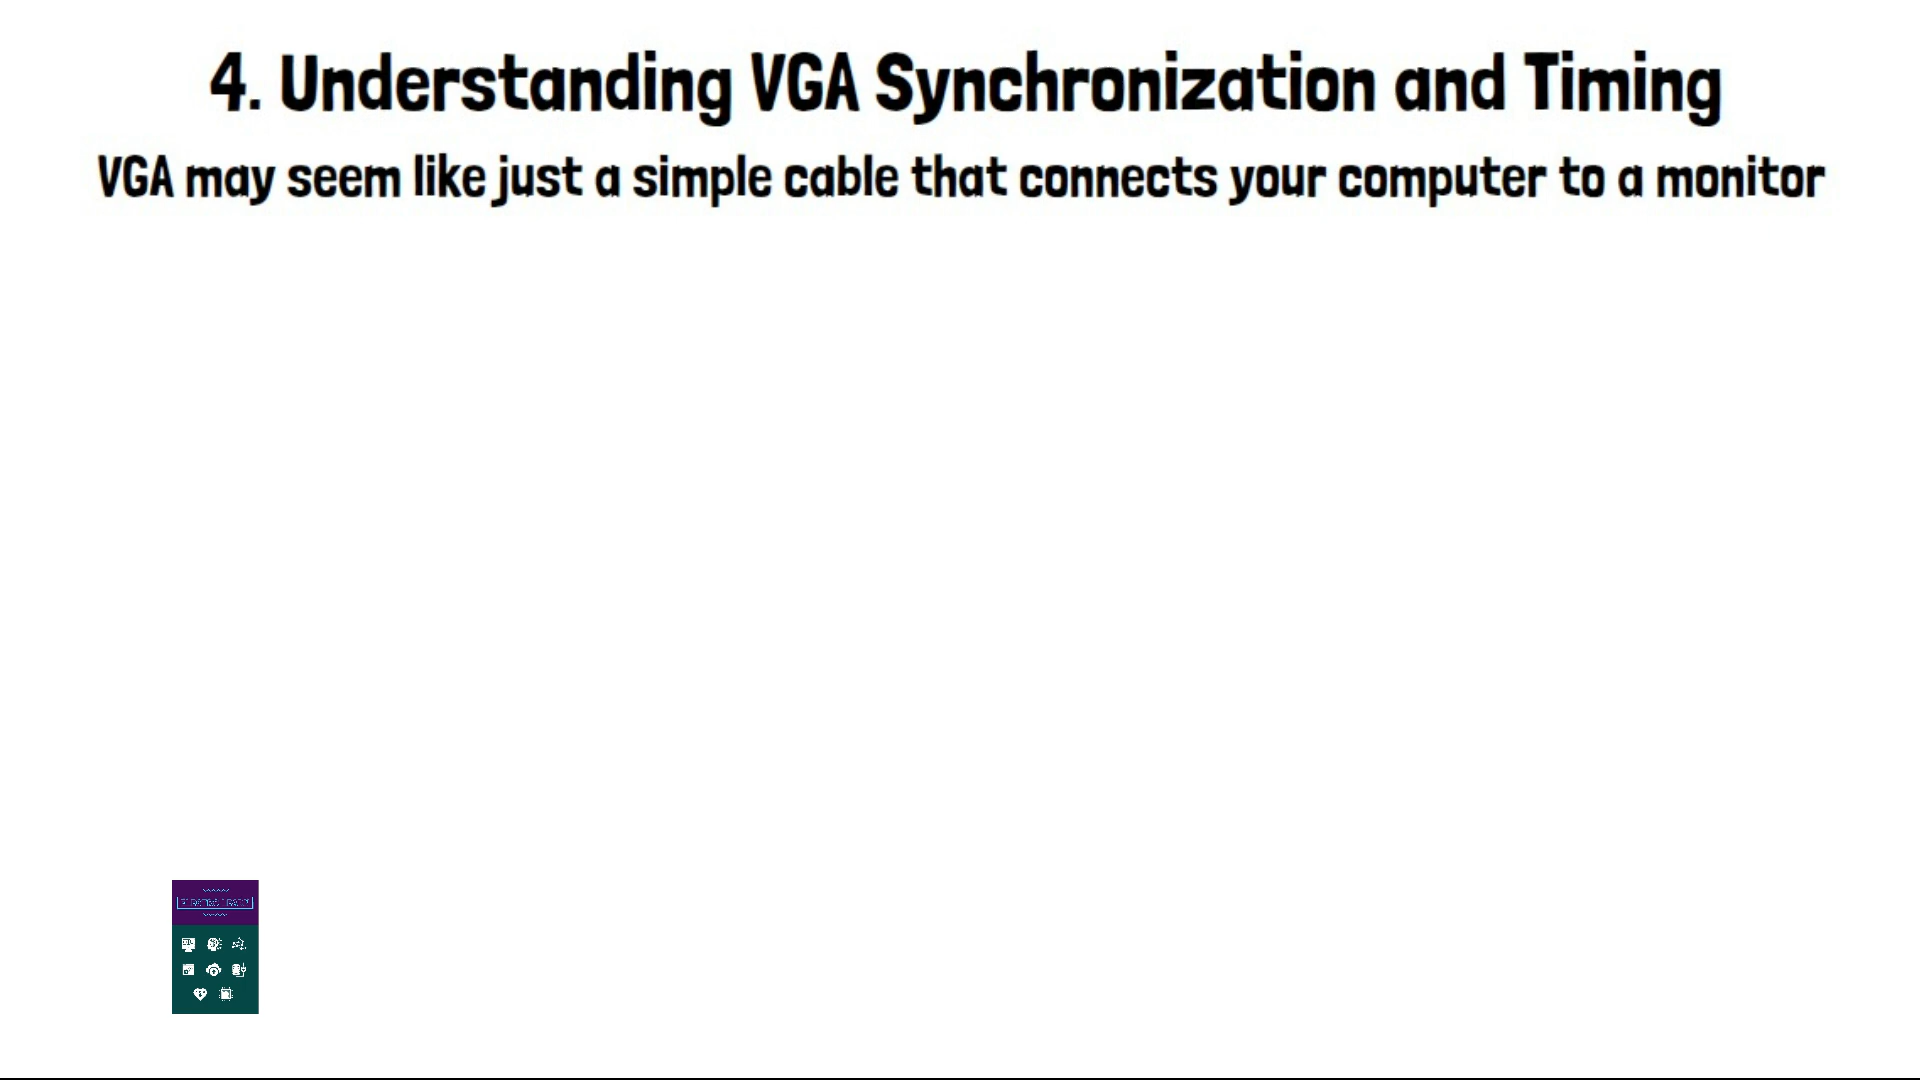 4. Understanding VGA Synchronization and Timing
VGA may seem like just a simple cable that connects your computer to a monitor